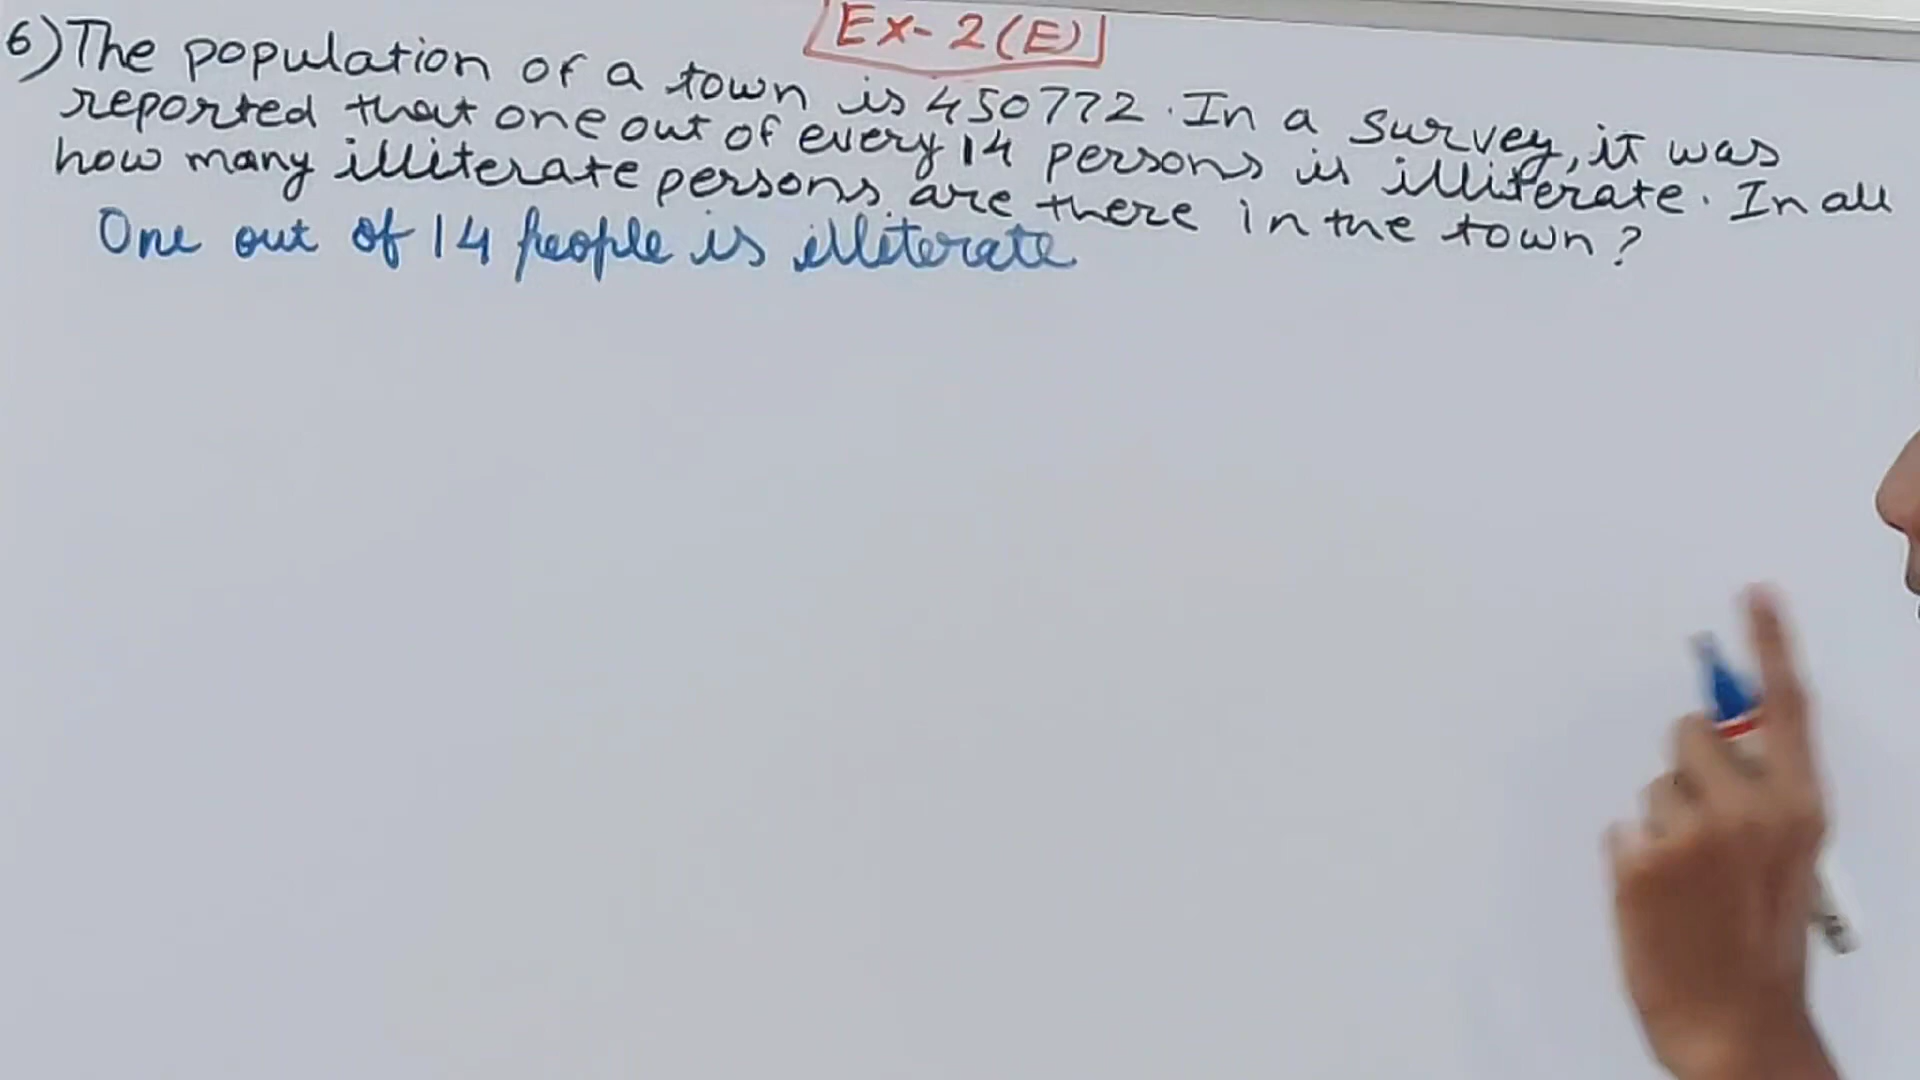 Ex-2(E)
6) The population of a town is 450772. In a survey, it was
reported that one out of every 14 persons is illiterate. In all
how many illiterate persons are there in the town?
One out of 14 people is illiterate